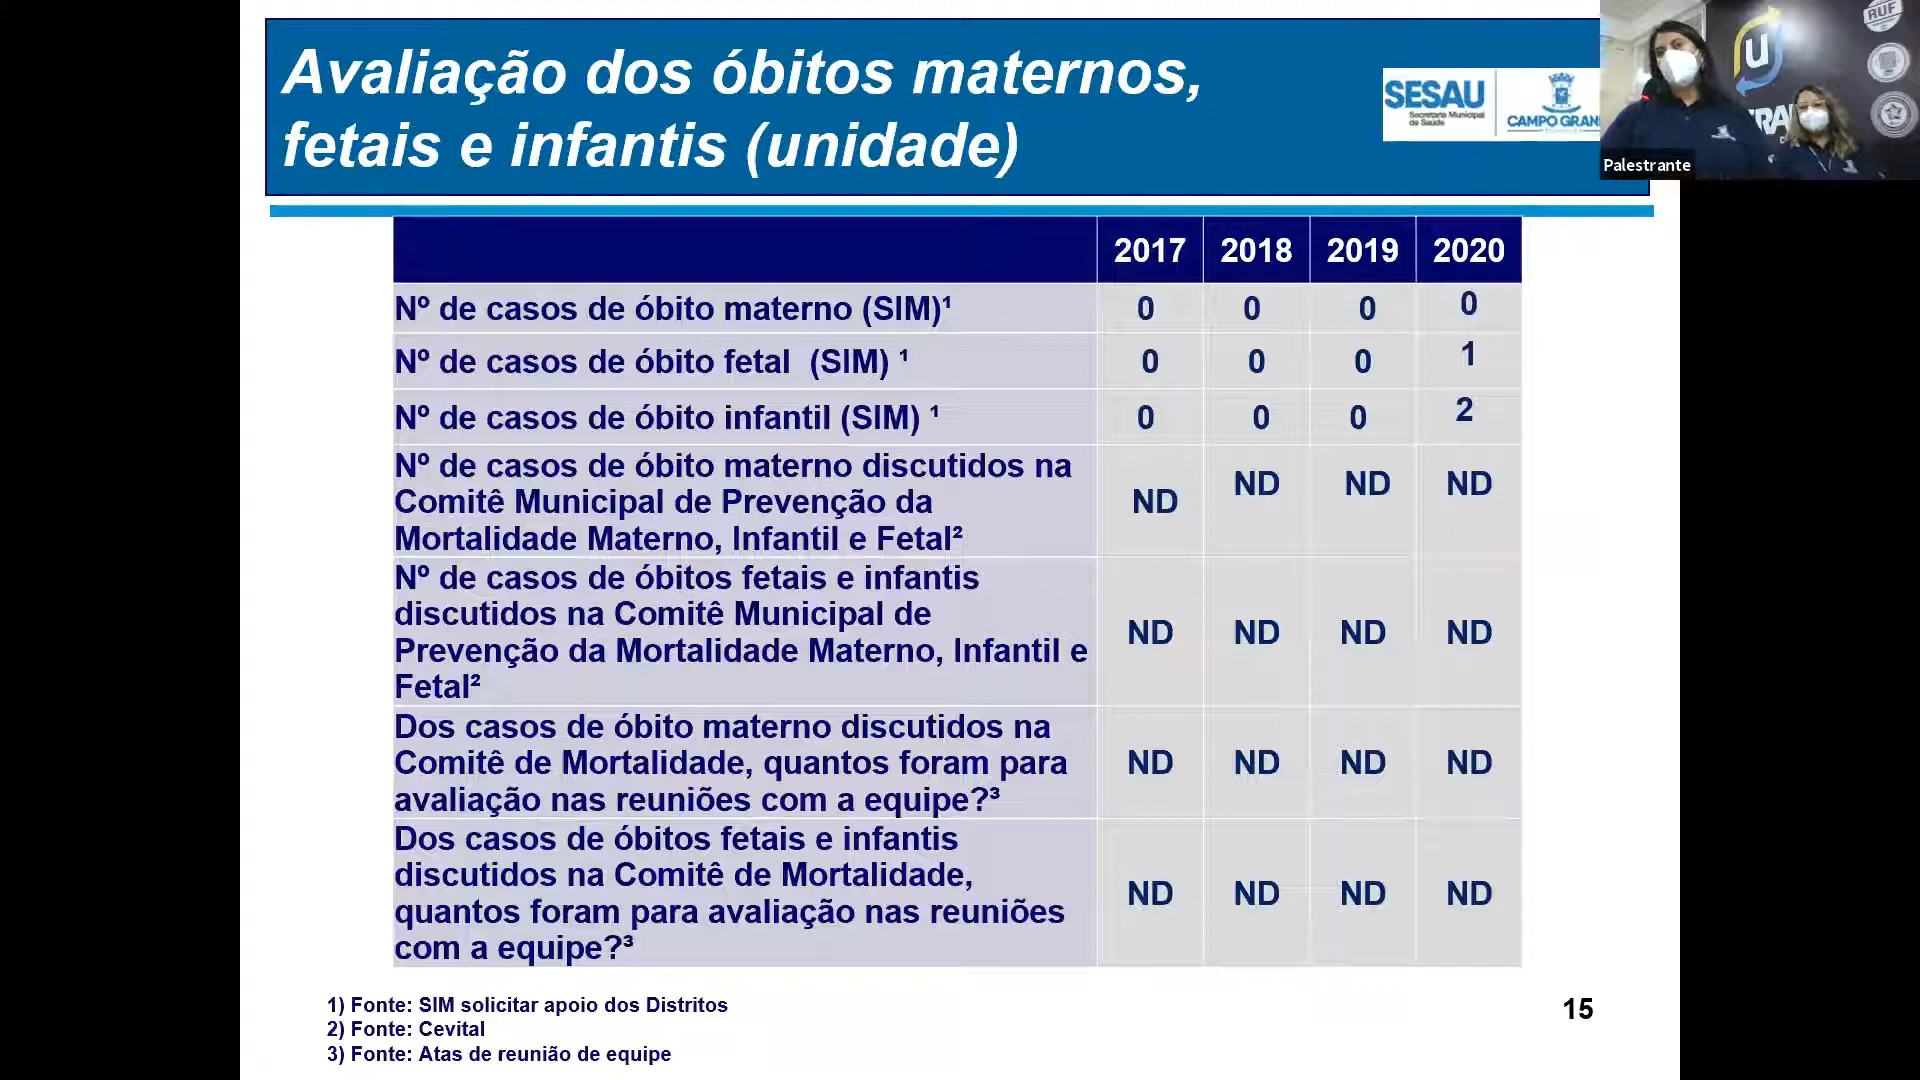 Avaliação dos óbitos maternos,
fetais e infantis (unidade)
SESAU
Secretaria Municipal
de Saúde
CAMPO GRAN
RUF
U
Palestrante
2017 2018 2019 2020
Nº de casos de óbito materno (SIM)¹ 0 0 0 0
Nº de casos de óbito fetal (SIM) ¹ 0 0 0 1
Nº de casos de óbito infantil (SIM) ¹ 0 0 0 2
Nº de casos de óbito materno discutidos na
Comitê Municipal de Prevenção da
Mortalidade Materno, Infantil e Fetal²
ND ND ND ND
Nº de casos de óbitos fetais e infantis
discutidos na Comitê Municipal de
Prevenção da Mortalidade Materno, Infantil e
Fetal²
ND ND ND ND
Dos casos de óbito materno discutidos na
Comitê de Mortalidade, quantos foram para
avaliação nas reuniões com a equipe?³
ND ND ND ND
Dos casos de óbitos fetais e infantis
discutidos na Comitê de Mortalidade,
quantos foram para avaliação nas reuniões
com a equipe?³
ND ND ND ND
1) Fonte: SIM solicitar apoio dos Distritos
2) Fonte: Cevital
3) Fonte: Atas de reunião de equipe
15